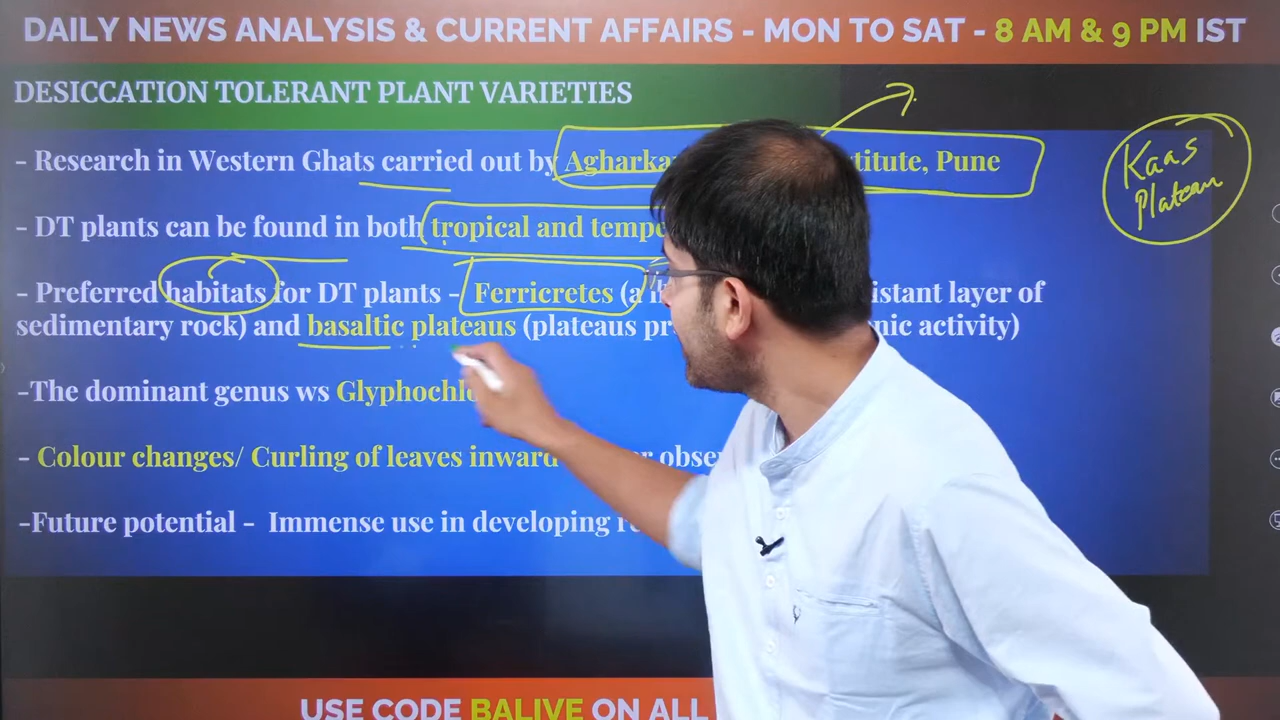 DAILY NEWS ANALYSIS & CURRENT AFFAIRS - MON TO SAT - 8 AM & 9 PM IST
DESICCATION TOLERANT PLANT VARIETIES
- Research in Western Ghats carried out by Agharka titute, Pune
Kaas
Plateau
- DT plants can be found in both tropical and tempe
- Preferred habitats for DT plants - Ferricretes (a istant layer of
sedimentary rock) and basaltic plateaus (plateaus pr nic activity)
-The dominant genus ws Glyphochl
- Colour changes/ Curling of leaves inward r obse
-Future potential - Immense use in developing r
USE CODE BALIVE ON ALL